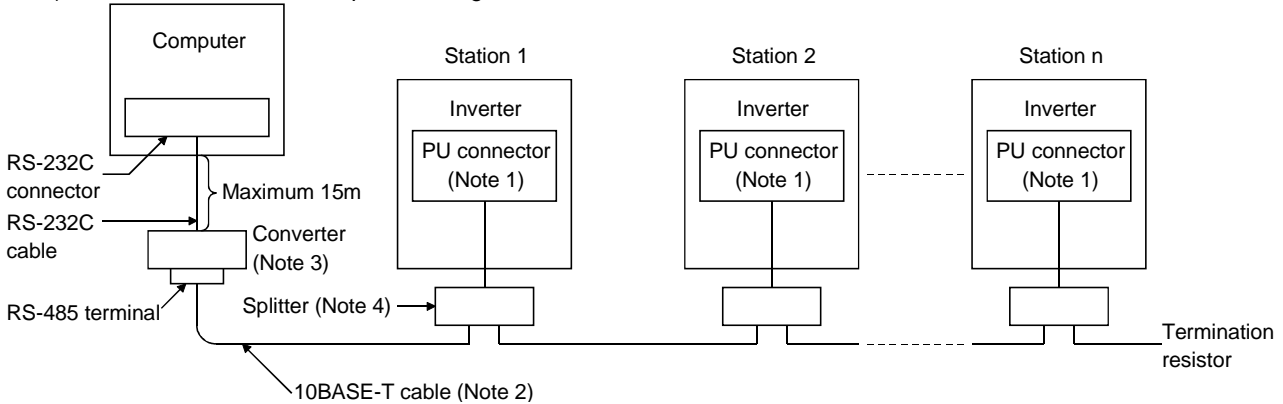 Computer
Station 1
Station 2
Station n
Inverter
Inverter
Inverter
PU connector
(Note 1)
PU connector
(Note 1)
PU connector
(Note 1)
RS-232C
connector
Maximum 15m
RS-232C
cable
Converter
(Note 3)
RS-485 terminal
Splitter (Note 4)
Termination
resistor
10BASE-T cable (Note 2)